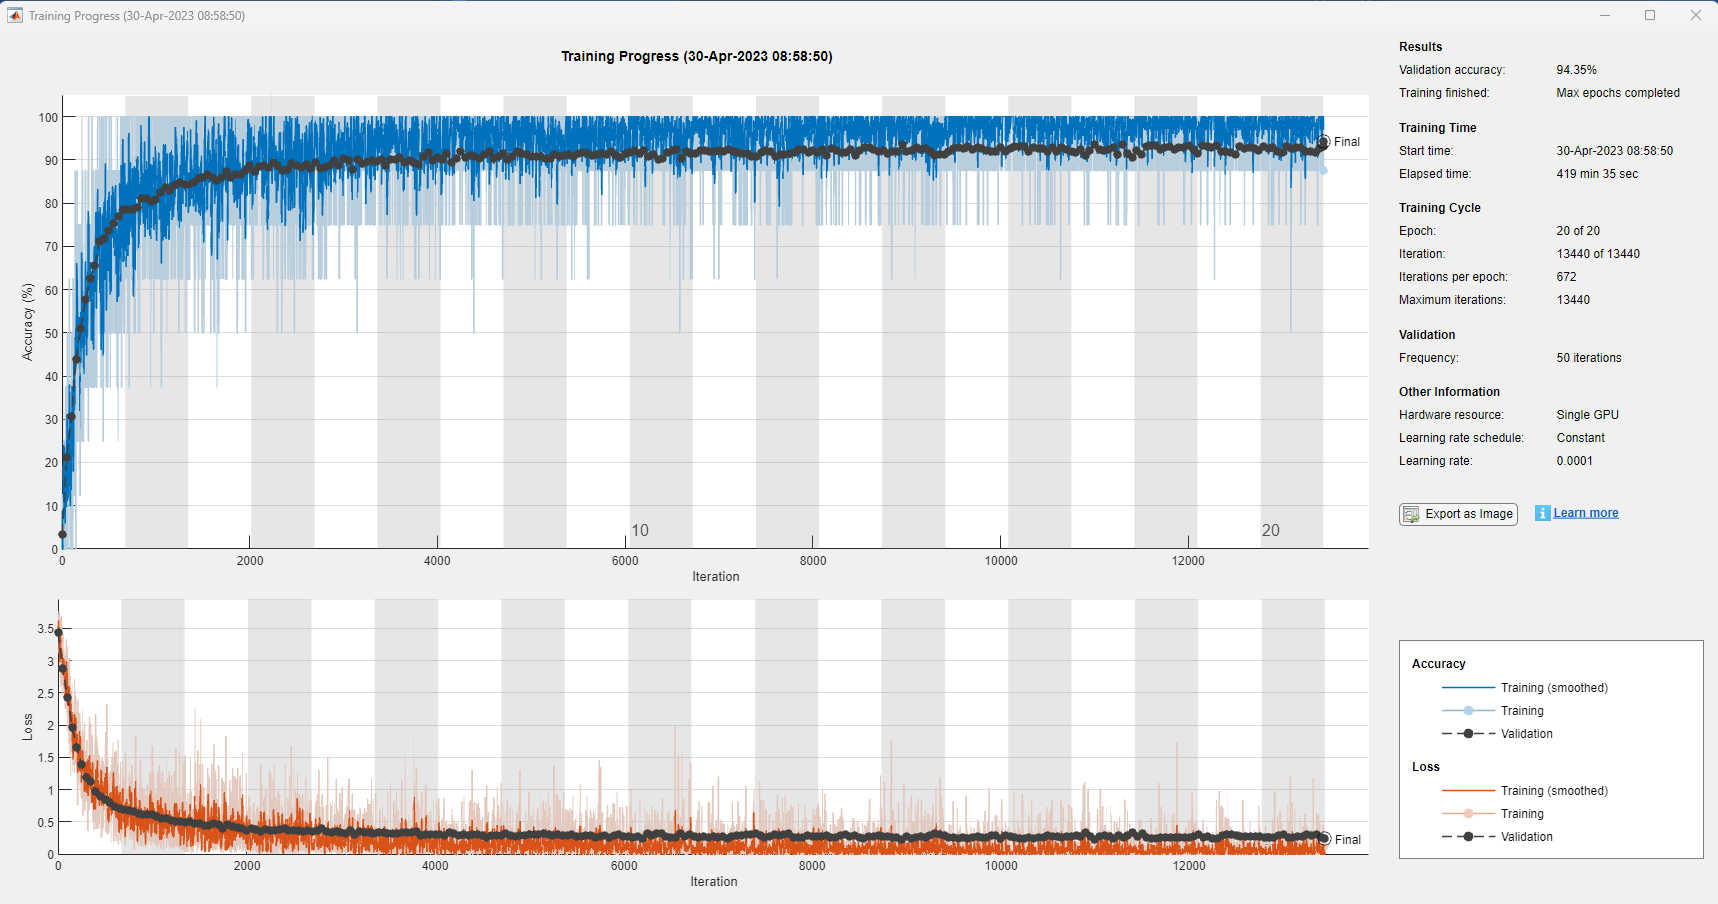 Training Progress (30-Apr-2023 08:58:50)
Training Progress (30-Apr-2023 08:58:50)
Accuracy (%)
100
90
80
70
60
50
40
30
20
10
0
Final
10
20
0 2000 4000 6000 8000 10000 12000
Iteration
Loss
3.5
3
2.5
2
1.5
1
0.5
0
Final
0 2000 4000 6000 8000 10000 12000
Iteration
Results
Validation accuracy: 94.35%
Training finished: Max epochs completed
Training Time
Start time: 30-Apr-2023 08:58:50
Elapsed time: 419 min 35 sec
Training Cycle
Epoch: 20 of 20
Iteration: 13440 of 13440
Iterations per epoch: 672
Maximum iterations: 13440
Validation
Frequency: 50 iterations
Other Information
Hardware resource: Single GPU
Learning rate schedule: Constant
Learning rate: 0.0001
Export as Image
i Learn more
Accuracy
Training (smoothed)
Training
Validation
Loss
Training (smoothed)
Training
Validation